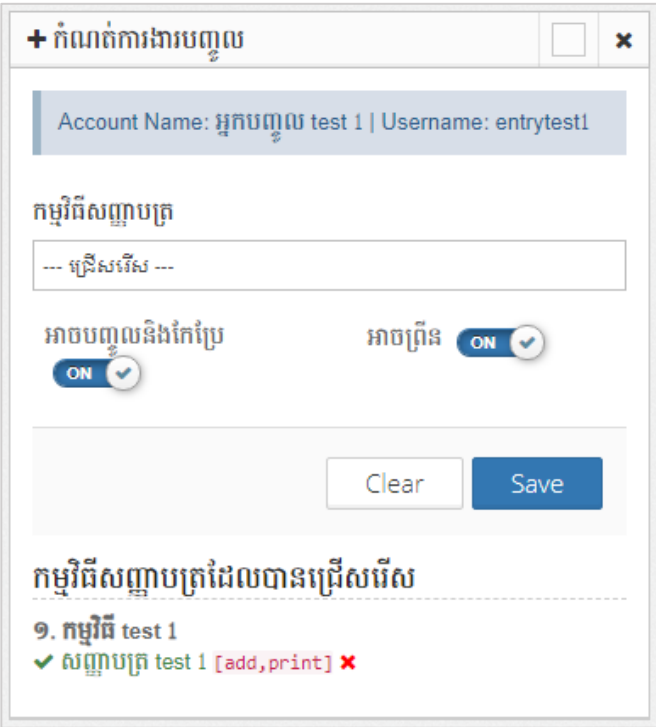 កំណត់ការងារបញ្ចូល
Account Name: អ្នកបញ្ចូល test 1 | Username: entrytest1
កម្មវិធីសញ្ញាបត្រ
--- ជ្រើសរើស ---
អាចបញ្ចូលនិងកែប្រែ
ON
អាចព្រីន ON
Clear Save
កម្មវិធីសញ្ញាបត្រដែលបានជ្រើសរើស
១. កម្មវិធី test 1
សញ្ញាបត្រ test 1 [add,print]